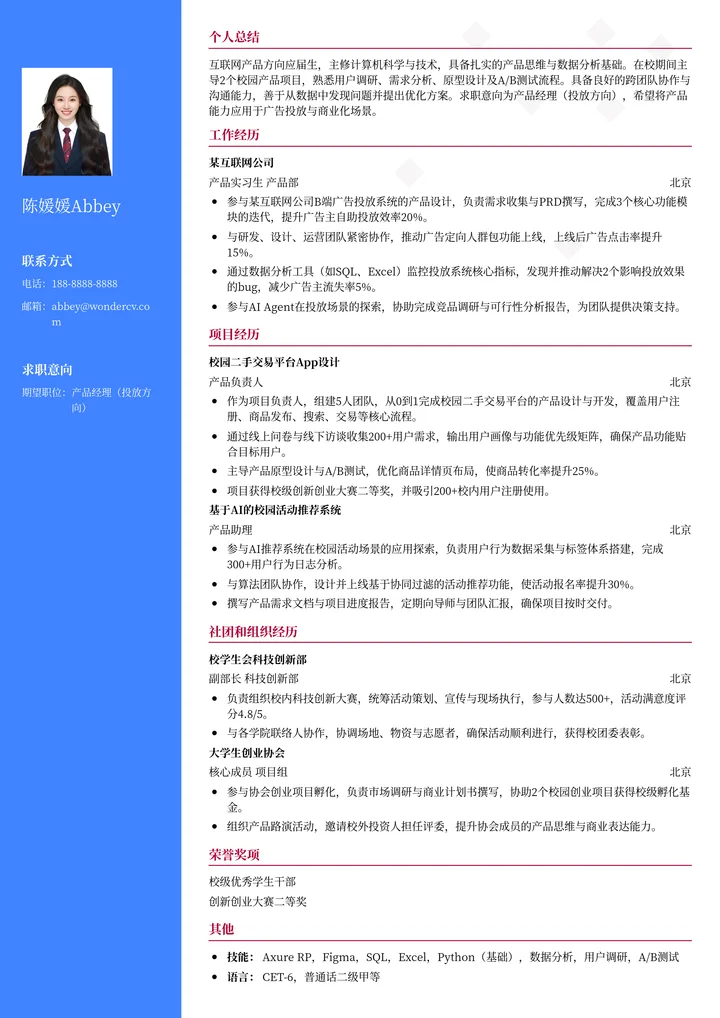 陈媛媛Abbey
联系方式
电话：188-8888-8888
邮箱：abbey@wondercv.co
m
求职意向
期望职位：产品经理（投放方
向）
个人总结
互联网产品方向应届生，主修计算机科学与技术，具备扎实的产品思维与数据分析基础。在校期间主
导2个校园产品项目，熟悉用户调研、需求分析、原型设计及A/B测试流程。具备良好的跨团队协作与
沟通能力，善于从数据中发现问题并提出优化方案。求职意向为产品经理（投放方向），希望将产品
能力应用于广告投放与商业化场景。
工作经历
某互联网公司
产品实习生 产品部 北京
• 参与某互联网公司B端广告投放系统的产品设计，负责需求收集与PRD撰写，完成3个核心功能模
块的迭代，提升广告主自助投放效率20%。
• 与研发、设计、运营团队紧密协作，推动广告定向人群包功能上线，上线后广告点击率提升
15%。
• 通过数据分析工具（如SQL、Excel）监控投放系统核心指标，发现并推动解决2个影响投放效果
的bug，减少广告主流失率5%。
• 参与AI Agent在投放场景的探索，协助完成竞品调研与可行性分析报告，为团队提供决策支持。
项目经历
校园二手交易平台App设计
产品负责人 北京
• 作为项目负责人，组建5人团队，从0到1完成校园二手交易平台的产品设计与开发，覆盖用户注
册、商品发布、搜索、交易等核心流程。
• 通过线上问卷与线下访谈收集200+用户需求，输出用户画像与功能优先级矩阵，确保产品功能贴
合目标用户。
• 主导产品原型设计与A/B测试，优化商品详情页布局，使商品转化率提升25%。
• 项目获得校级创新创业大赛二等奖，并吸引200+校内用户注册使用。
基于AI的校园活动推荐系统
产品助理 北京
• 参与AI推荐系统在校园活动场景的应用探索，负责用户行为数据采集与标签体系搭建，完成
300+用户行为日志分析。
• 与算法团队协作，设计并上线基于协同过滤的活动推荐功能，使活动报名率提升30%。
• 撰写产品需求文档与项目进度报告，定期向导师与团队汇报，确保项目按时交付。
社团和组织经历
校学生会科技创新部
副部长 科技创新部 北京
• 负责组织校内科技创新大赛，统筹活动策划、宣传与现场执行，参与人数达500+，活动满意度评
分4.8/5。
• 与各学院联络人协作，协调场地、物资与志愿者，确保活动顺利进行，获得校团委表彰。
大学生创业协会
核心成员 项目组 北京
• 参与协会创业项目孵化，负责市场调研与商业计划书撰写，协助2个校园创业项目获得校级孵化基
金。
• 组织产品路演活动，邀请校外投资人担任评委，提升协会成员的产品思维与商业表达能力。
荣誉奖项
校级优秀学生干部
创新创业大赛二等奖
其他
• 技能： Axure RP，Figma，SQL，Excel，Python（基础），数据分析，用户调研，A/B测试
• 语言： CET-6，普通话二级甲等